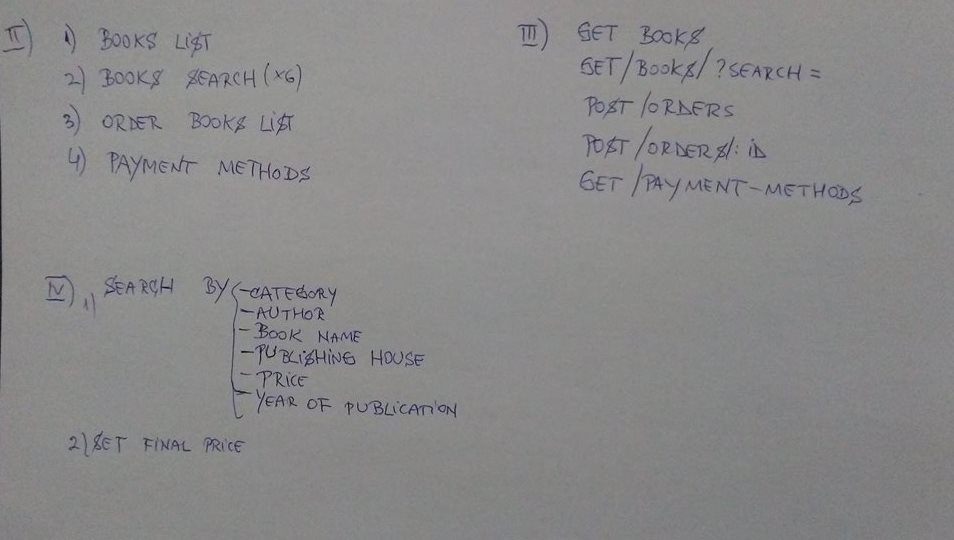 II) 1) BOOKS LIST
2) BOOKS SEARCH (x6)
3) ORDER BOOKS LIST
4) PAYMENT METHODS
III) GET BOOKS
GET/BOOKS/?SEARCH=
POST/ORDERS
POST/ORDERS/:iD
GET/PAYMENT-METHODS
IV) 1) SEARCH BY
-CATEGORY
-AUTHOR
-BOOK NAME
-PUBLISHING HOUSE
-PRICE
-YEAR OF PUBLICATION
2) SET FINAL PRICE